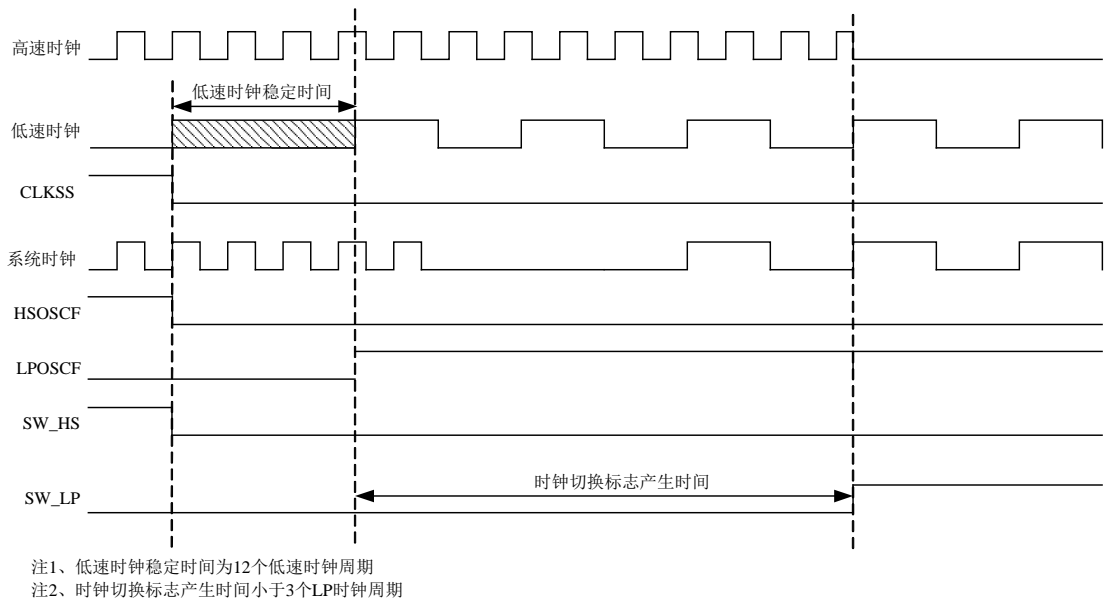 高速时钟
低速时钟稳定时间
低速时钟
CLKSS
系统时钟
HSOSCF
LPOSCF
SW_HS
时钟切换标志产生时间
SW_LP
注1、低速时钟稳定时间为12个低速时钟周期
注2、时钟切换标志产生时间小于3个LP时钟周期